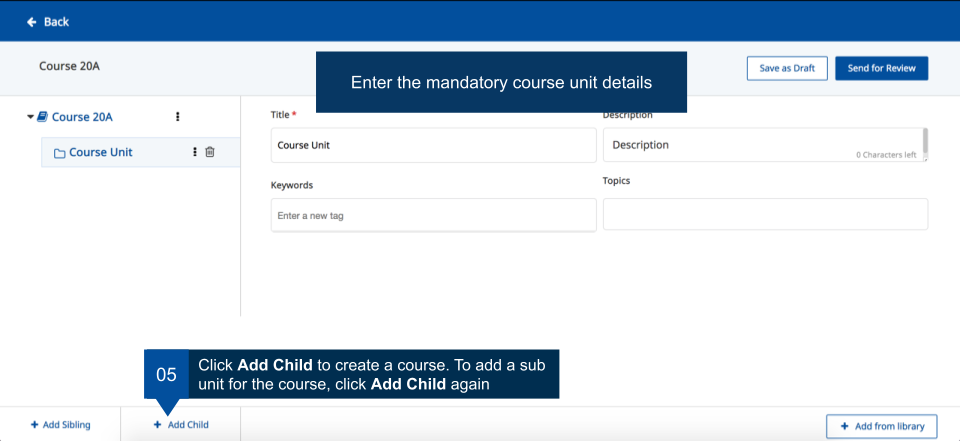 Back
Course 20A
Enter the mandatory course unit details
Save as Draft
Send for Review
Course 20A
Course Unit
Title *
Course Unit
Description
Description
0 Characters left
Keywords
Enter a new tag
Topics
05
Click Add Child to create a course. To add a sub
unit for the course, click Add Child again
+ Add Sibling
+ Add Child
+ Add from library